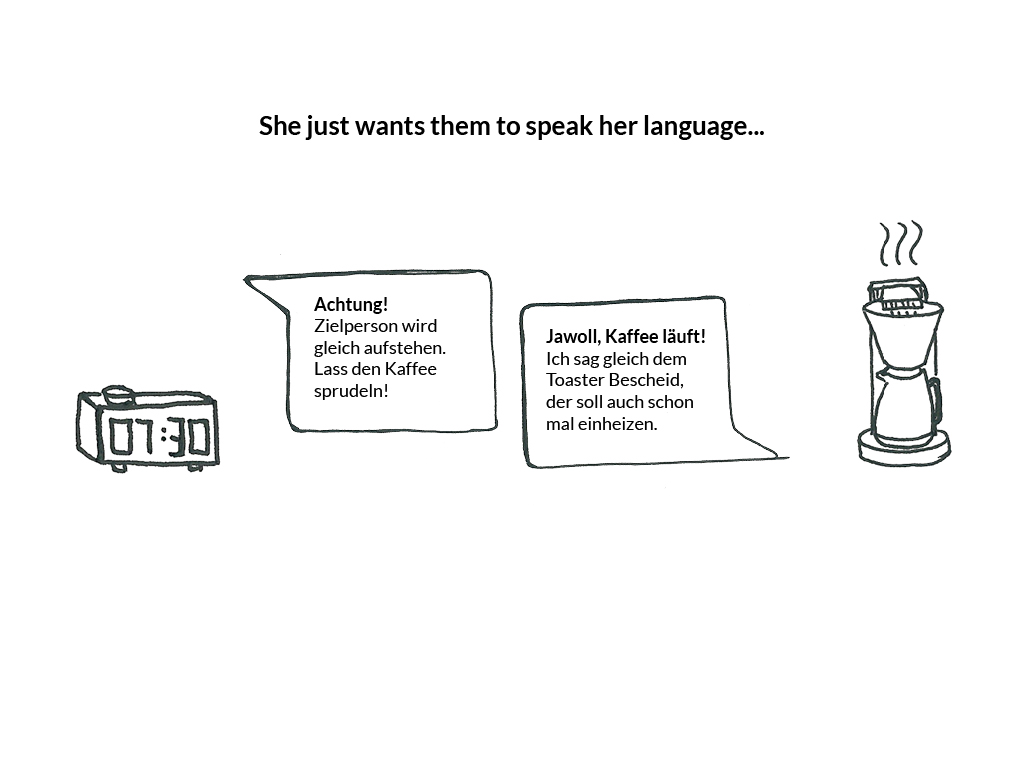 She just wants them to speak her language...
Achtung!
Zielperson wird
gleich aufstehen.
Lass den Kaffee
sprudeln!
Jawoll, Kaffee läuft!
Ich sag gleich dem
Toaster Bescheid,
der soll auch schon
mal einheizen.
07:30